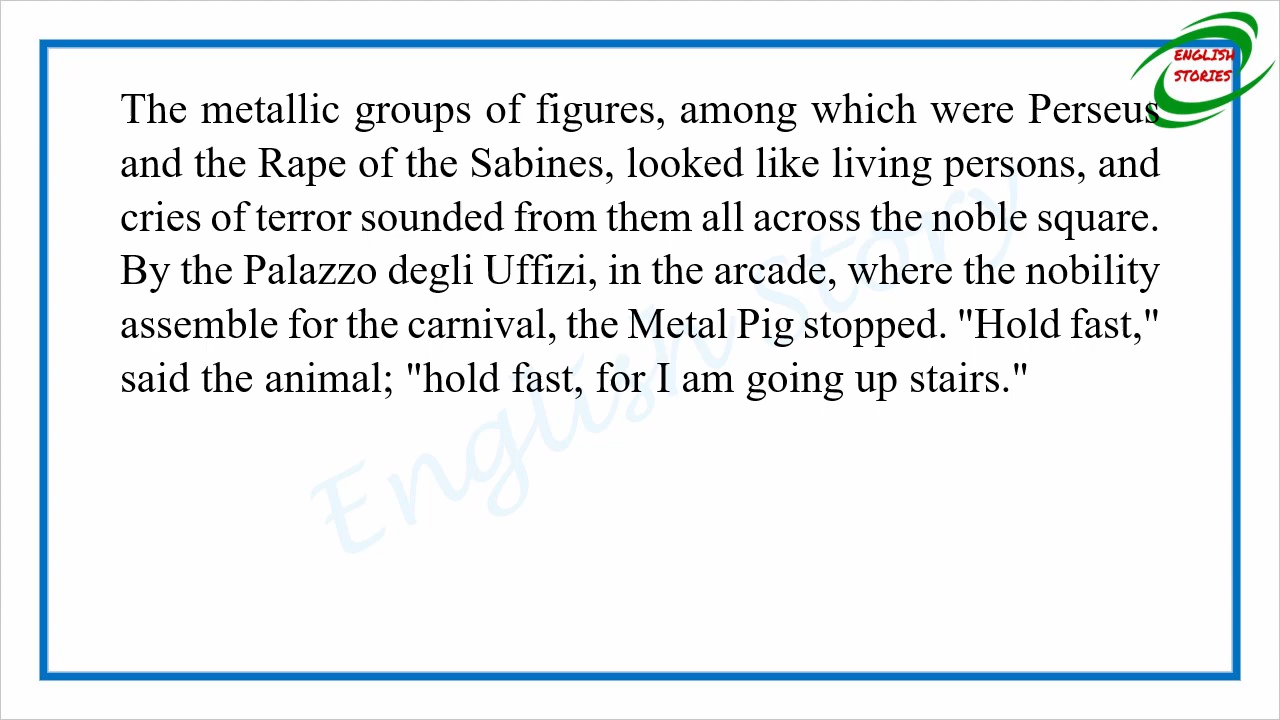 ENGLISH
STORIES
The metallic groups of figures, among which were Perseus
and the Rape of the Sabines, looked like living persons, and
cries of terror sounded from them all across the noble square.
By the Palazzo degli Uffizi, in the arcade, where the nobility
assemble for the carnival, the Metal Pig stopped. "Hold fast,"
said the animal; "hold fast, for I am going up stairs."
English Story